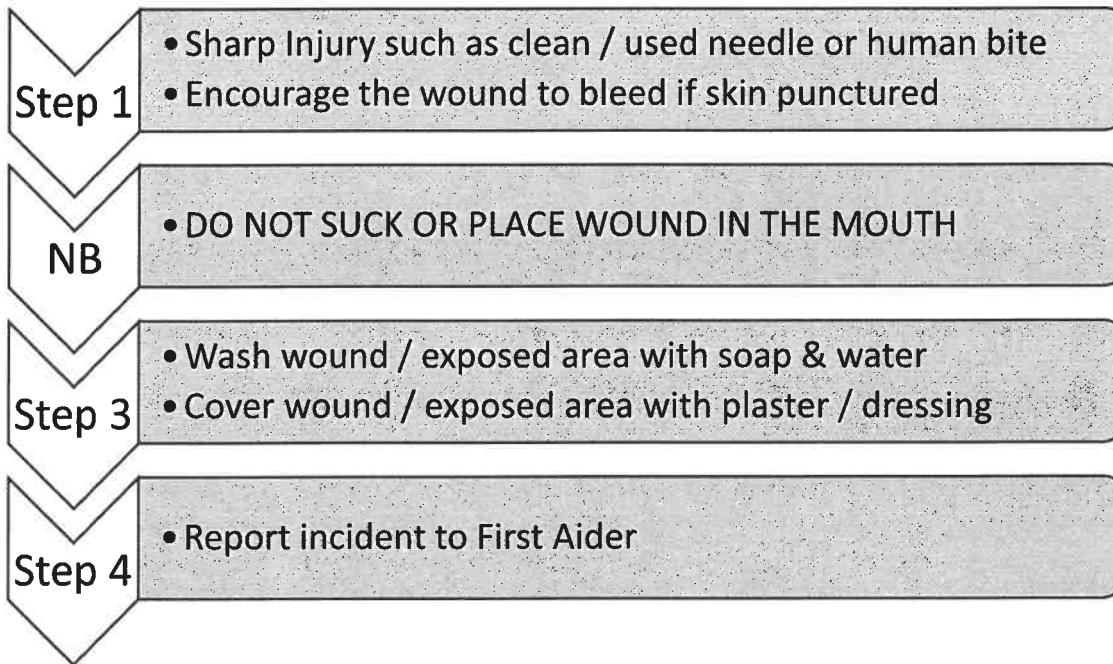 Step 1
• Sharp Injury such as clean / used needle or human bite
• Encourage the wound to bleed if skin punctured
NB
• DO NOT SUCK OR PLACE WOUND IN THE MOUTH
Step 3
• Wash wound / exposed area with soap & water
• Cover wound / exposed area with plaster / dressing
Step 4
• Report incident to First Aider